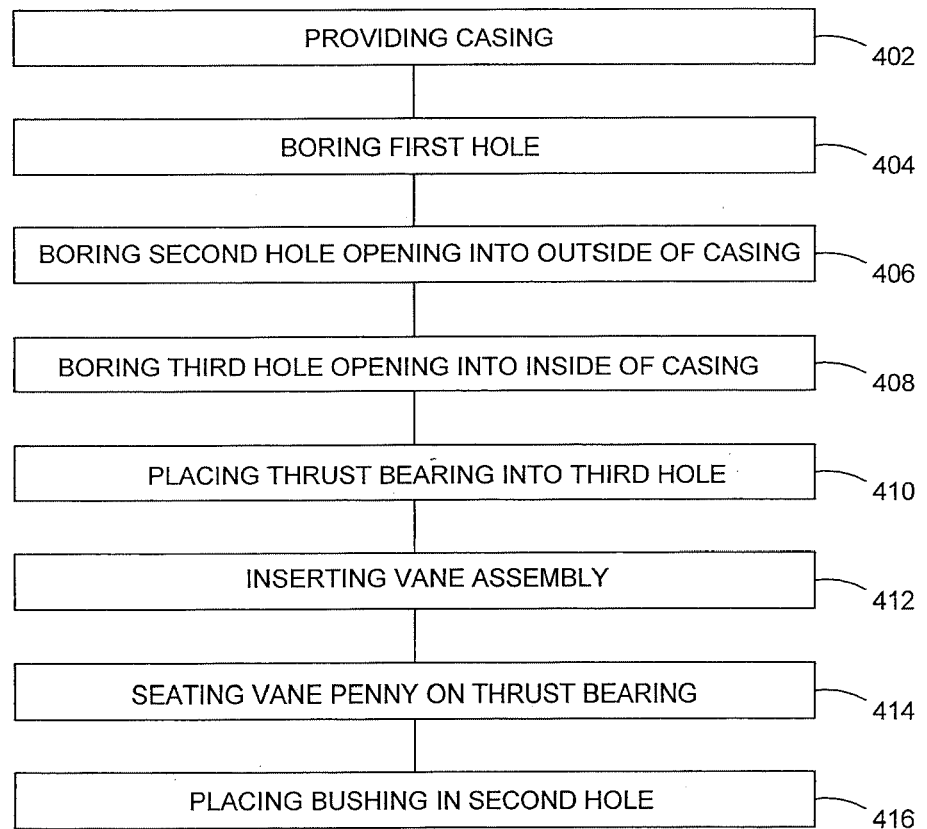 PROVIDING CASING
402
BORING FIRST HOLE
404
BORING SECOND HOLE OPENING INTO OUTSIDE OF CASING
406
BORING THIRD HOLE OPENING INTO INSIDE OF CASING
408
PLACING THRUST BEARING INTO THIRD HOLE
410
INSERTING VANE ASSEMBLY
412
SEATING VANE PENNY ON THRUST BEARING
414
PLACING BUSHING IN SECOND HOLE
416